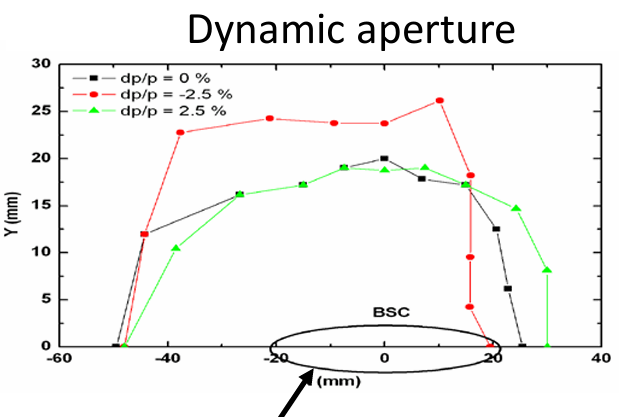 Dynamic aperture
dp/p = 0 %
dp/p = -2.5 %
dp/p = 2.5 %
30
25
20
15
10
5
0
Y (mm)
BSC
-60
-40
-20
0
20
40
(mm)